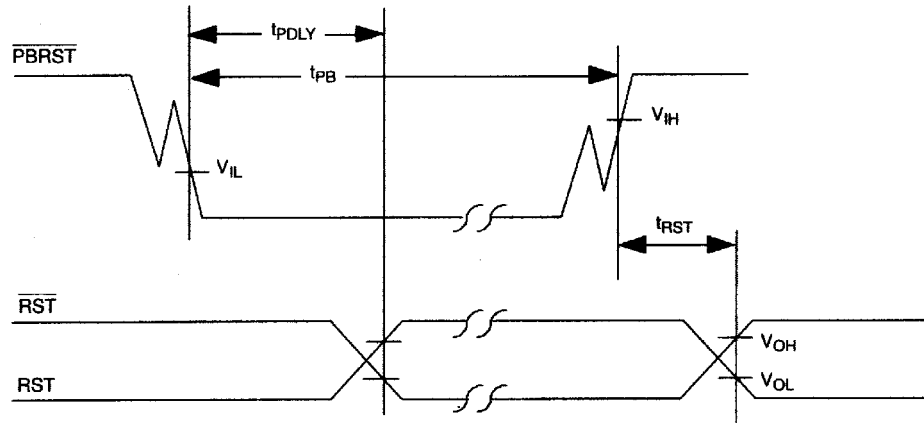 tPDLY
PBRST
tPB
VIH
VIL
tRST
RST
VOH
RST
VOL